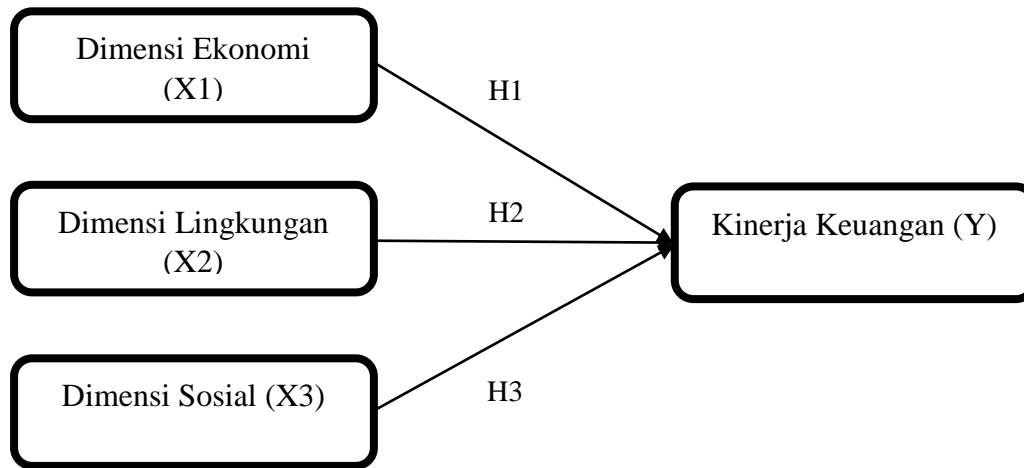 Dimensi Ekonomi
(X1)
H1
Dimensi Lingkungan
(X2)
H2
Kinerja Keuangan (Y)
Dimensi Sosial (X3)
H3